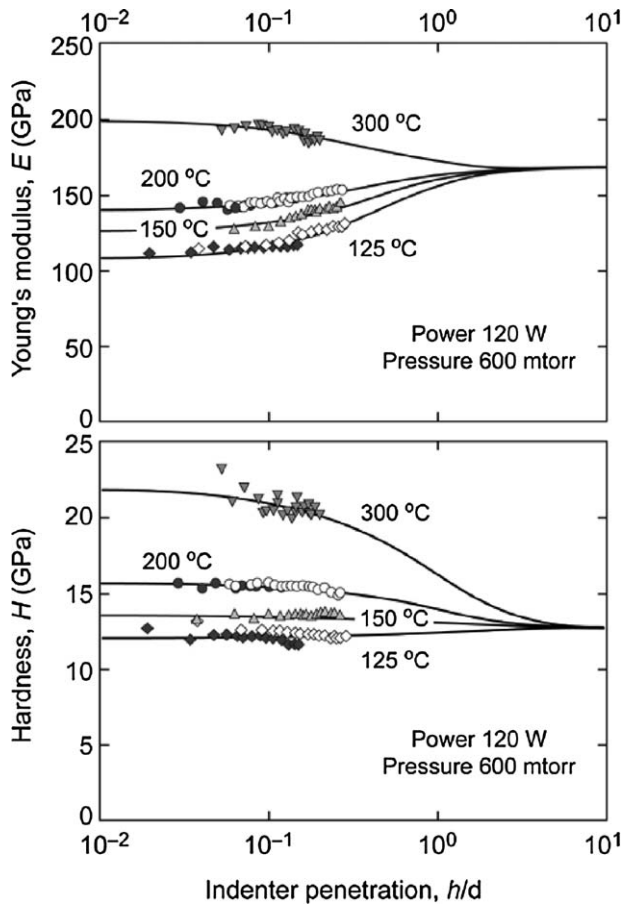 10⁻² 10⁻¹ 10⁰ 10¹
250
200
150
100
50
0
Young's modulus, E (GPa)
300 °C
200 °C
150 °C
125 °C
Power 120 W
Pressure 600 mtorr
25
20
15
10
5
0
Hardness, H (GPa)
300 °C
200 °C
150 °C
125 °C
Power 120 W
Pressure 600 mtorr
10⁻² 10⁻¹ 10⁰ 10¹
Indenter penetration, h/d